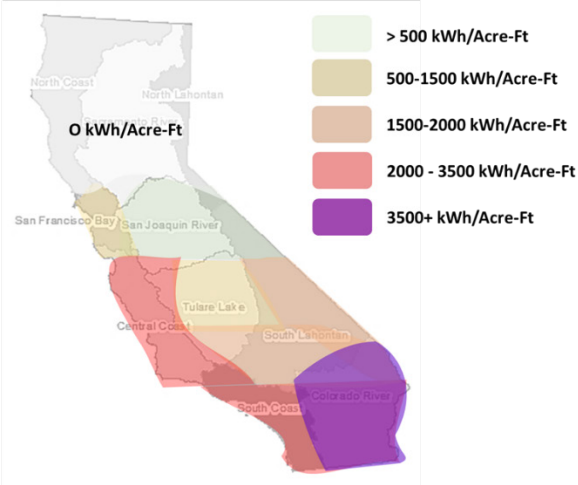 > 500 kWh/Acre-Ft
500-1500 kWh/Acre-Ft
1500-2000 kWh/Acre-Ft
2000 - 3500 kWh/Acre-Ft
3500+ kWh/Acre-Ft
North Coast
North Lahontan
Sacramento River
O kWh/Acre-Ft
San Francisco Bay
San Joaquin River
Tulare Lake
Central Coast
South Lahontan
Colorado River
South Coast